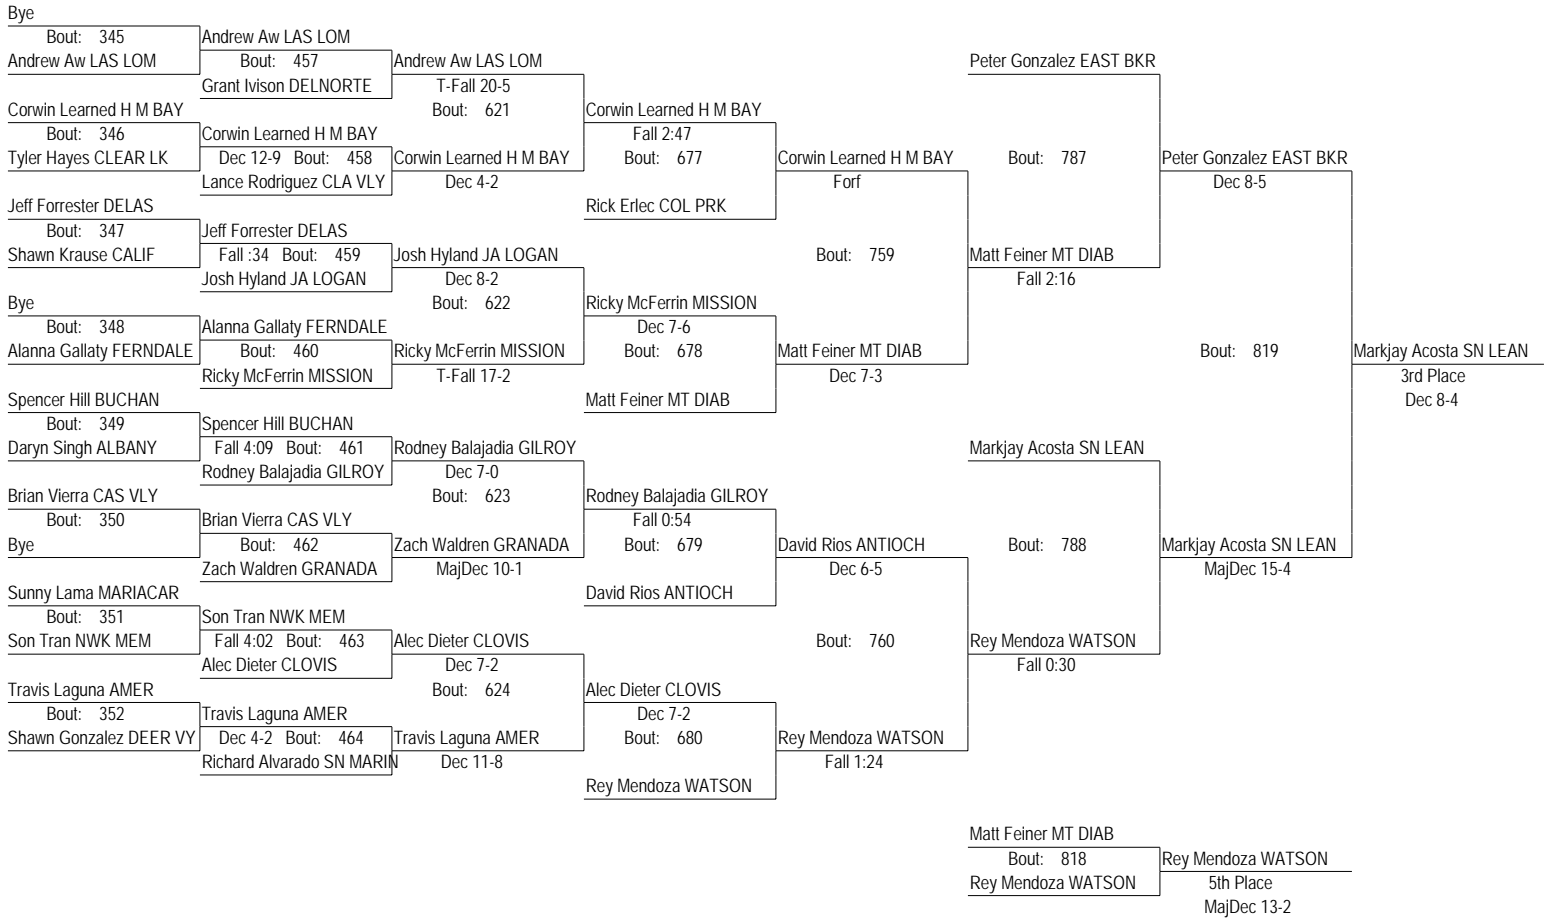 Bye
Bout: 345
Andrew Aw LAS LOM
Corwin Learned H M BAY
Bout: 346
Tyler Hayes CLEAR LK
Jeff Forrester DELAS
Bout: 347
Shawn Krause CALIF
Bye
Bout: 348
Alanna Gallaty FERNDALE
Spencer Hill BUCHAN
Bout: 349
Daryn Singh ALBANY
Brian Vierra CAS VLY
Bout: 350
Bye
Sunny Lama MARIACAR
Bout: 351
Son Tran NWK MEM
Travis Laguna AMER
Bout: 352
Shawn Gonzalez DEER VY
Andrew Aw LAS LOM
Bout: 457
Grant Ivison DELNORTE
Corwin Learned H M BAY
Dec 12-9 Bout: 458
Lance Rodriguez CLA VLY
Jeff Forrester DELAS
Fall :34 Bout: 459
Josh Hyland JA LOGAN
Alanna Gallaty FERNDALE
Bout: 460
Ricky McFerrin MISSION
Spencer Hill BUCHAN
Fall 4:09 Bout: 461
Rodney Balajadia GILROY
Brian Vierra CAS VLY
Bout: 462
Zach Waldren GRANADA
Son Tran NWK MEM
Fall 4:02 Bout: 463
Alec Dieter CLOVIS
Travis Laguna AMER
Dec 4-2 Bout: 464
Richard Alvarado SN MARIN
Andrew Aw LAS LOM
T-Fall 20-5
Bout: 621
Corwin Learned H M BAY
Dec 4-2
Josh Hyland JA LOGAN
Dec 8-2
Bout: 622
Ricky McFerrin MISSION
T-Fall 17-2
Rodney Balajadia GILROY
Dec 7-0
Bout: 623
Zach Waldren GRANADA
MajDec 10-1
Alec Dieter CLOVIS
Dec 7-2
Bout: 624
Travis Laguna AMER
Dec 11-8
Corwin Learned H M BAY
Fall 2:47
Bout: 677
Rick Erlec COL PRK
Ricky McFerrin MISSION
Dec 7-6
Bout: 678
Matt Feiner MT DIAB
Rodney Balajadia GILROY
Fall 0:54
Bout: 679
David Rios ANTIOCH
Alec Dieter CLOVIS
Dec 7-2
Bout: 680
Rey Mendoza WATSON
Corwin Learned H M BAY
Forf
Bout: 759
Matt Feiner MT DIAB
Dec 7-3
David Rios ANTIOCH
Dec 6-5
Bout: 760
Rey Mendoza WATSON
Fall 1:24
Peter Gonzalez EAST BKR
Bout: 787
Matt Feiner MT DIAB
Fall 2:16
Markjay Acosta SN LEAN
Bout: 788
Rey Mendoza WATSON
Fall 0:30
Peter Gonzalez EAST BKR
Dec 8-5
Bout: 819
Markjay Acosta SN LEAN
MajDec 15-4
Markjay Acosta SN LEAN
3rd Place
Dec 8-4
Matt Feiner MT DIAB
Bout: 818
Rey Mendoza WATSON
Rey Mendoza WATSON
5th Place
MajDec 13-2